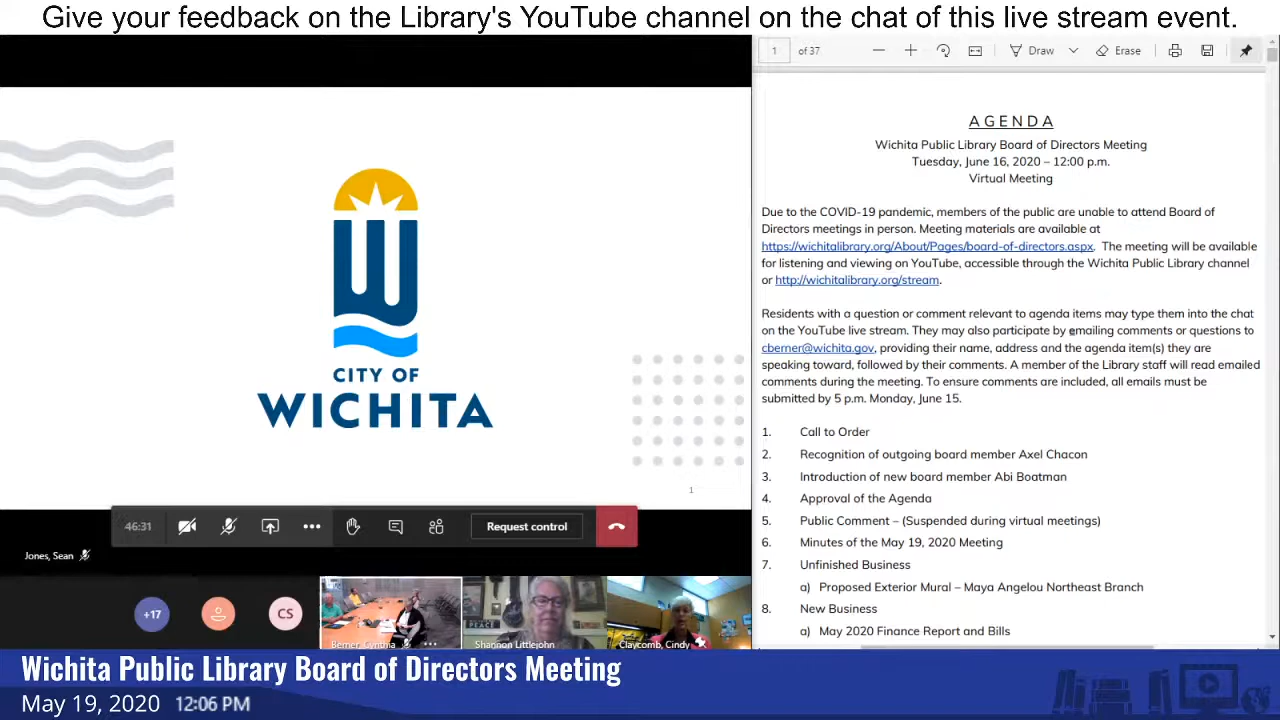 Give your feedback on the Library's YouTube channel on the chat of this live stream event.
1 of 37
Draw
Erase
CITY OF
WICHITA
1
46:31
Request control
Jones, Sean
+17
CS
Berner, Cynthia
Shannon Littlejohn
Claycomb, Cindy
AGENDA
Wichita Public Library Board of Directors Meeting
Tuesday, June 16, 2020 – 12:00 p.m.
Virtual Meeting
Due to the COVID-19 pandemic, members of the public are unable to attend Board of
Directors meetings in person. Meeting materials are available at
https://wichitalibrary.org/About/Pages/board-of-directors.aspx. The meeting will be available
for listening and viewing on YouTube, accessible through the Wichita Public Library channel
or http://wichitalibrary.org/stream.
Residents with a question or comment relevant to agenda items may type them into the chat
on the YouTube live stream. They may also participate by emailing comments or questions to
cberner@wichita.gov, providing their name, address and the agenda item(s) they are
speaking toward, followed by their comments. A member of the Library staff will read emailed
comments during the meeting. To ensure comments are included, all emails must be
submitted by 5 p.m. Monday, June 15.
1. Call to Order
2. Recognition of outgoing board member Axel Chacon
3. Introduction of new board member Abi Boatman
4. Approval of the Agenda
5. Public Comment – (Suspended during virtual meetings)
6. Minutes of the May 19, 2020 Meeting
7. Unfinished Business
a) Proposed Exterior Mural – Maya Angelou Northeast Branch
8. New Business
a) May 2020 Finance Report and Bills
Wichita Public Library Board of Directors Meeting
May 19, 2020 12:06 PM